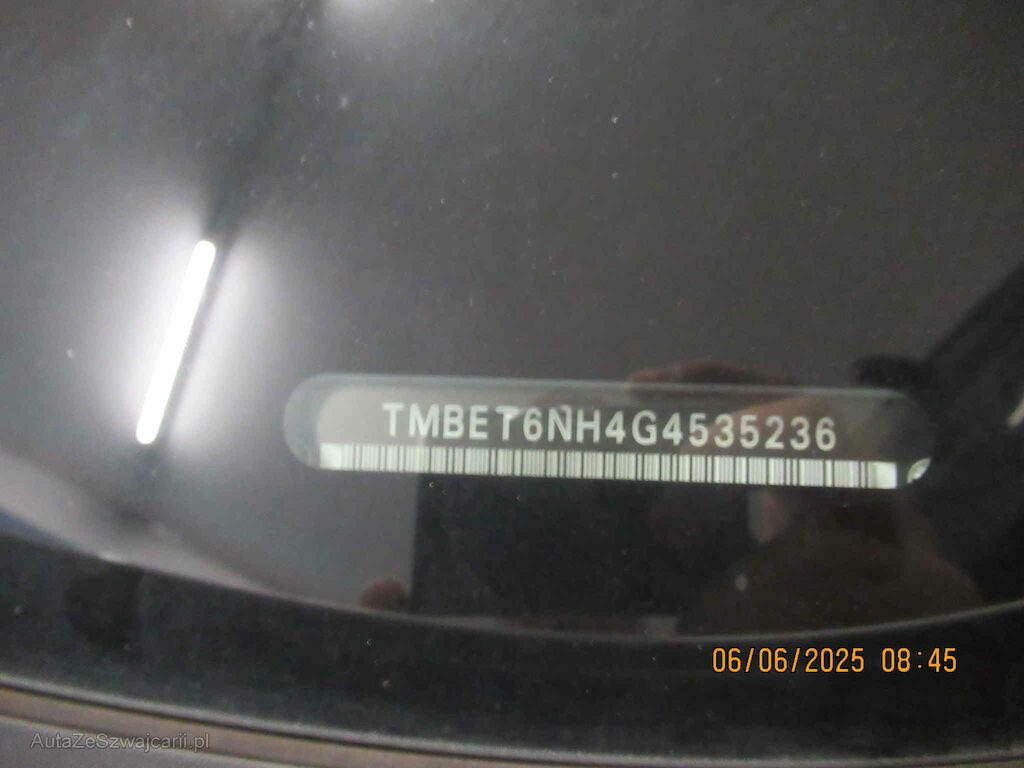 TMBET6NH4G4535236
06/06/2025 08:45
AutaZeSzwajcarii.pl